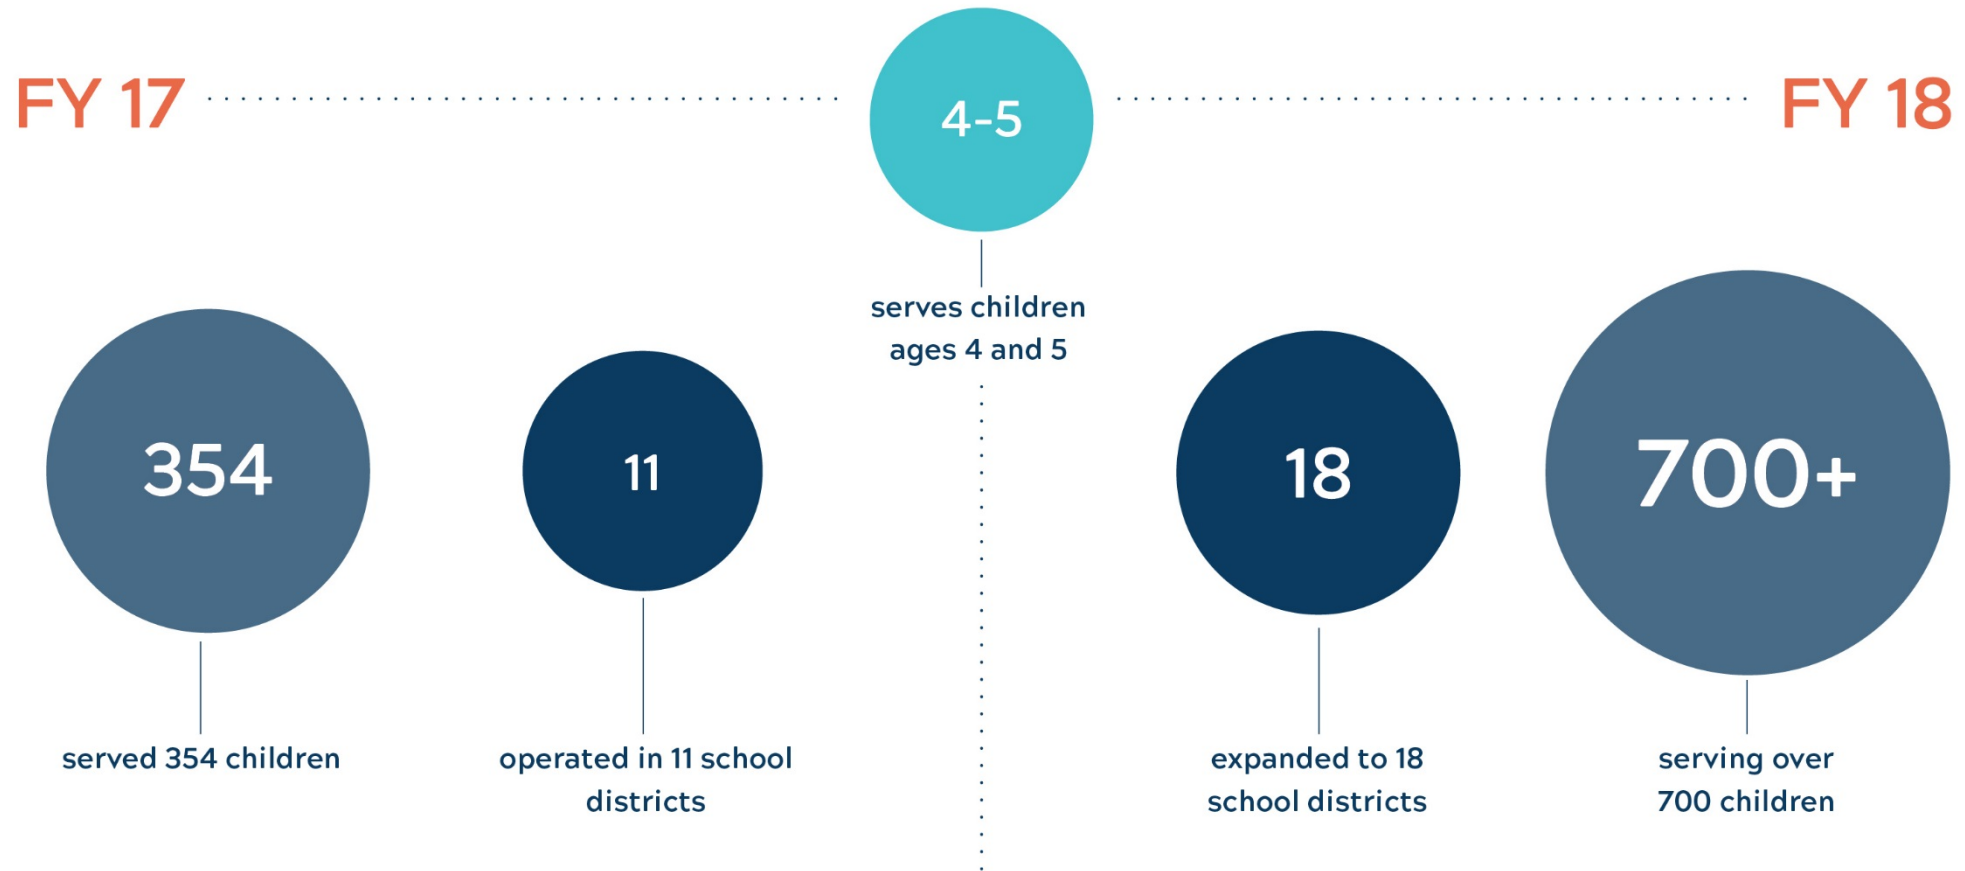 FY 17
4-5
FY 18
serves children
ages 4 and 5
354
11
18
700+
served 354 children
operated in 11 school
districts
expanded to 18
school districts
serving over
700 children